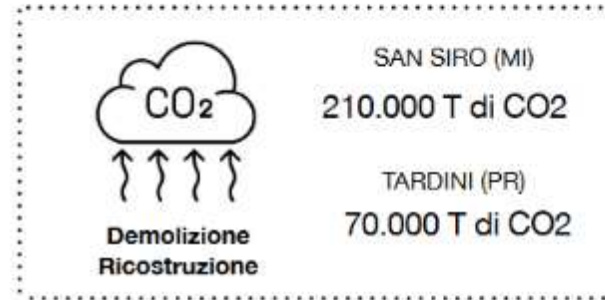 CO2
Demolizione
Ricostruzione
SAN SIRO (MI)
210.000 T di CO2
TARDINI (PR)
70.000 T di CO2